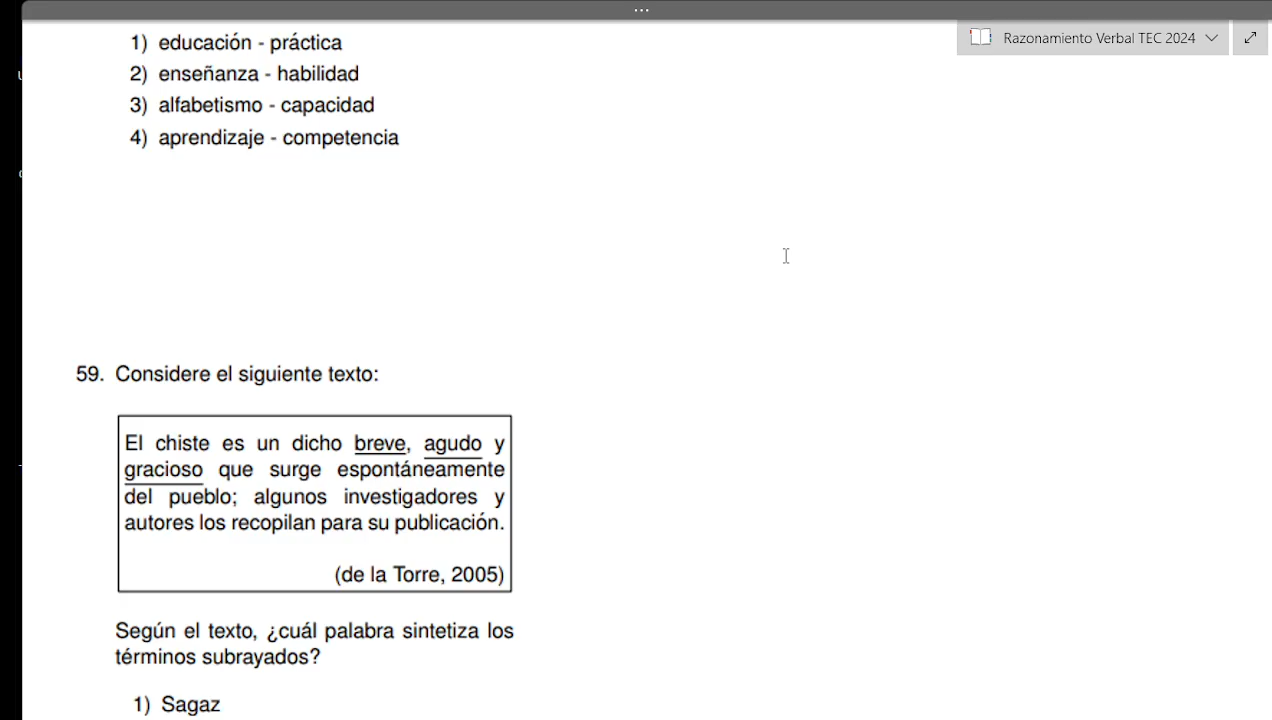 ...
Razonamiento Verbal TEC 2024
1) educación - práctica
2) enseñanza - habilidad
3) alfabetismo - capacidad
4) aprendizaje - competencia
59. Considere el siguiente texto:
El chiste es un dicho breve, agudo y
gracioso que surge espontáneamente
del pueblo; algunos investigadores y
autores los recopilan para su publicación.
(de la Torre, 2005)
Según el texto, ¿cuál palabra sintetiza los
términos subrayados?
1) Sagaz